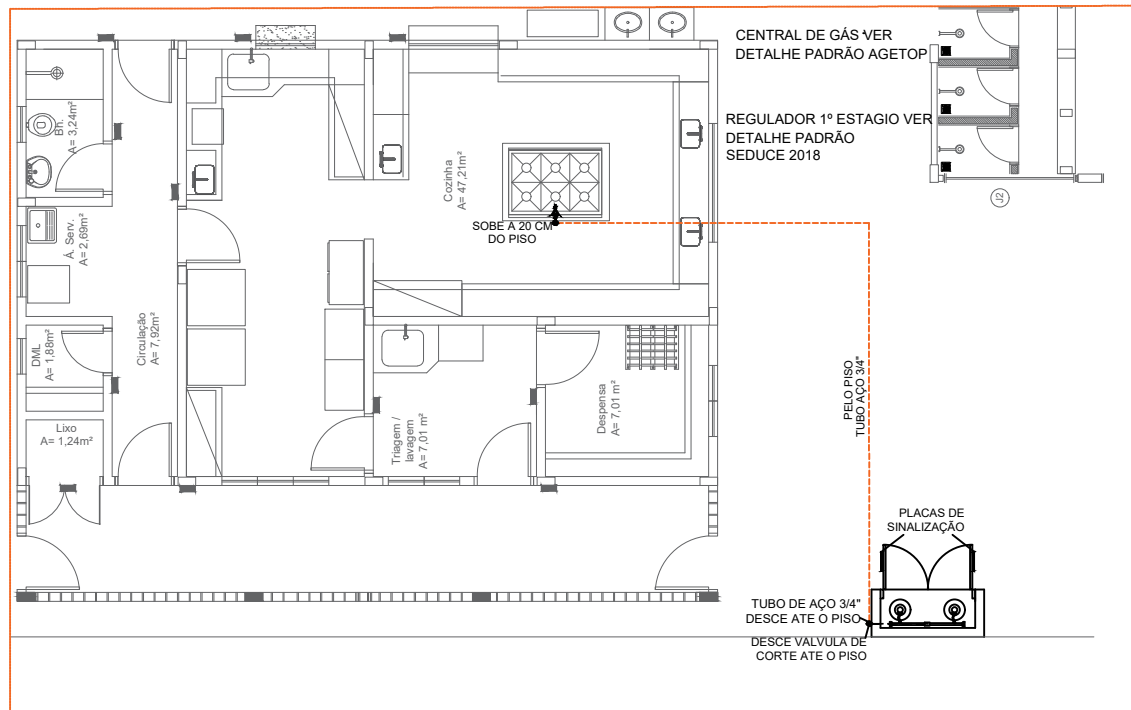 CENTRAL DE GÁS VER
DETALHE PADRÃO AGETOP
REGULADOR 1º ESTAGIO VER
DETALHE PADRÃO
SEDUCE 2018
J2
Bn.
A= 3,24m²
Á. Serv.
A= 2,69m²
DML
A= 1,88m²
Lixo
A= 1,24m²
Circulação
A= 7,92m²
Cozinha
A= 47,21m²
SOBE A 20 CM
DO PISO
Triagem /
lavagem
A= 7,01 m²
Despensa
A= 7,01 m²
PELO PISO
TUBO AÇO 3/4"
PLACAS DE
SINALIZAÇÃO
TUBO DE AÇO 3/4"
DESCE ATE O PISO
DESCE VALVULA DE
CORTE ATE O PISO